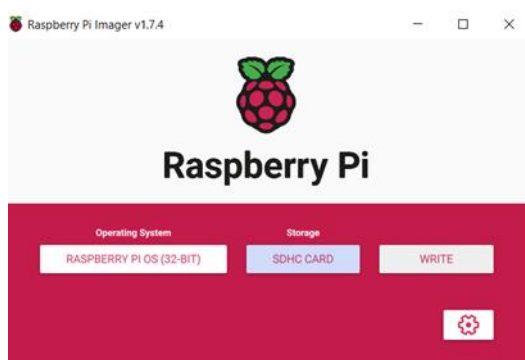 Raspberry Pi Imager v1.7.4
Raspberry Pi
Operating System
Storage
RASPBERRY PI OS (32-BIT)
SDHC CARD
WRITE